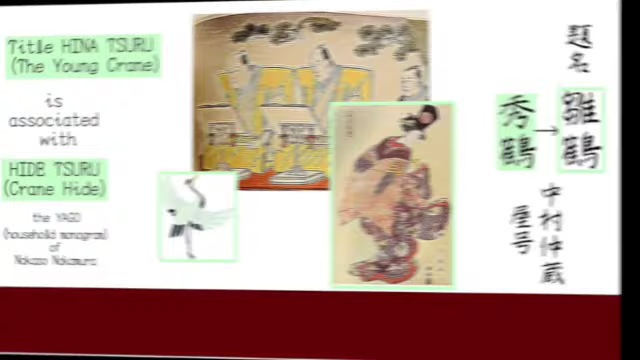 Title HINA TSURU
(The Young Crane)
is
associated
with
HIDE TSURU
(Crane Hide)
the YAGO
(household monogram)
of
Nakazo Nakamura
題名
雛鶴
秀鶴→
中村仲蔵
屋号